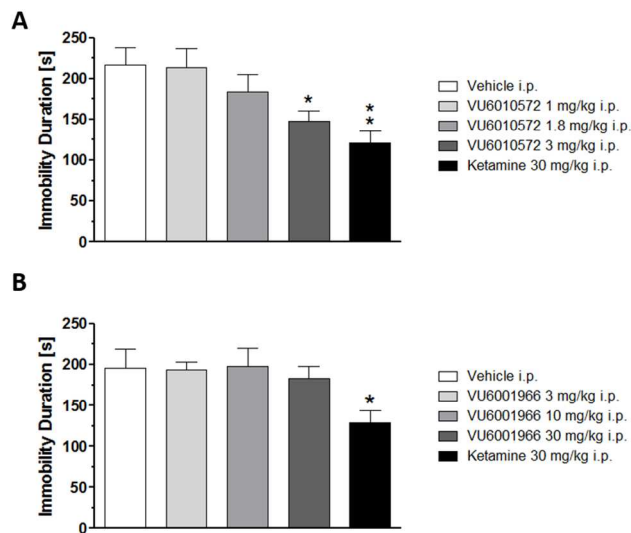 A
Immobility Duration [s]
250
200
150
100
50
0
*
*
*
Vehicle i.p.
VU6010572 1 mg/kg i.p.
VU6010572 1.8 mg/kg i.p.
VU6010572 3 mg/kg i.p.
Ketamine 30 mg/kg i.p.
B
Immobility Duration [s]
250
200
150
100
50
0
*
Vehicle i.p.
VU6001966 3 mg/kg i.p.
VU6001966 10 mg/kg i.p.
VU6001966 30 mg/kg i.p.
Ketamine 30 mg/kg i.p.